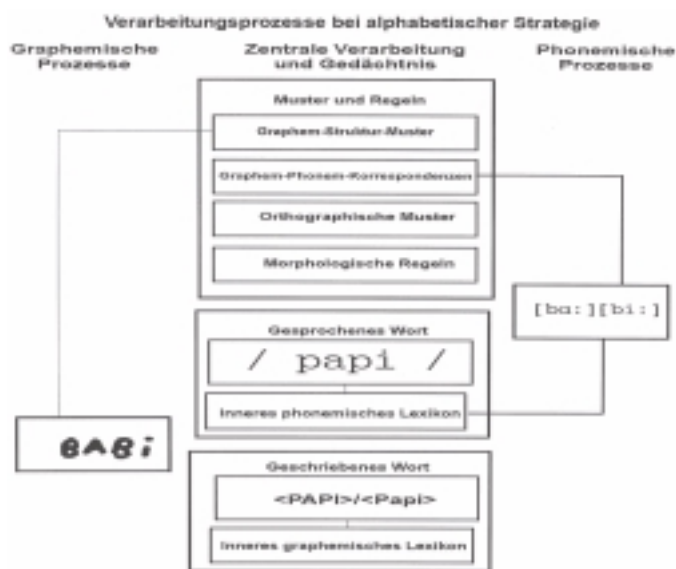 Verarbeitungsprozesse bei alphabetischer Strategie
Graphemische
Prozesse
Zentrale Verarbeitung
und Gedächtnis
Phonemische
Prozesse
Muster und Regeln
Graphem-Struktur-Muster
Graphem-Phonem-Korrespondenzen
Orthographische Muster
Morphologische Regeln
[ba:][bi:]
Gesprochenes Wort
/ papi /
Inneres phonemisches Lexikon
BABi
Geschriebenes Wort
<PAPI>/<Papi>
Inneres graphemisches Lexikon